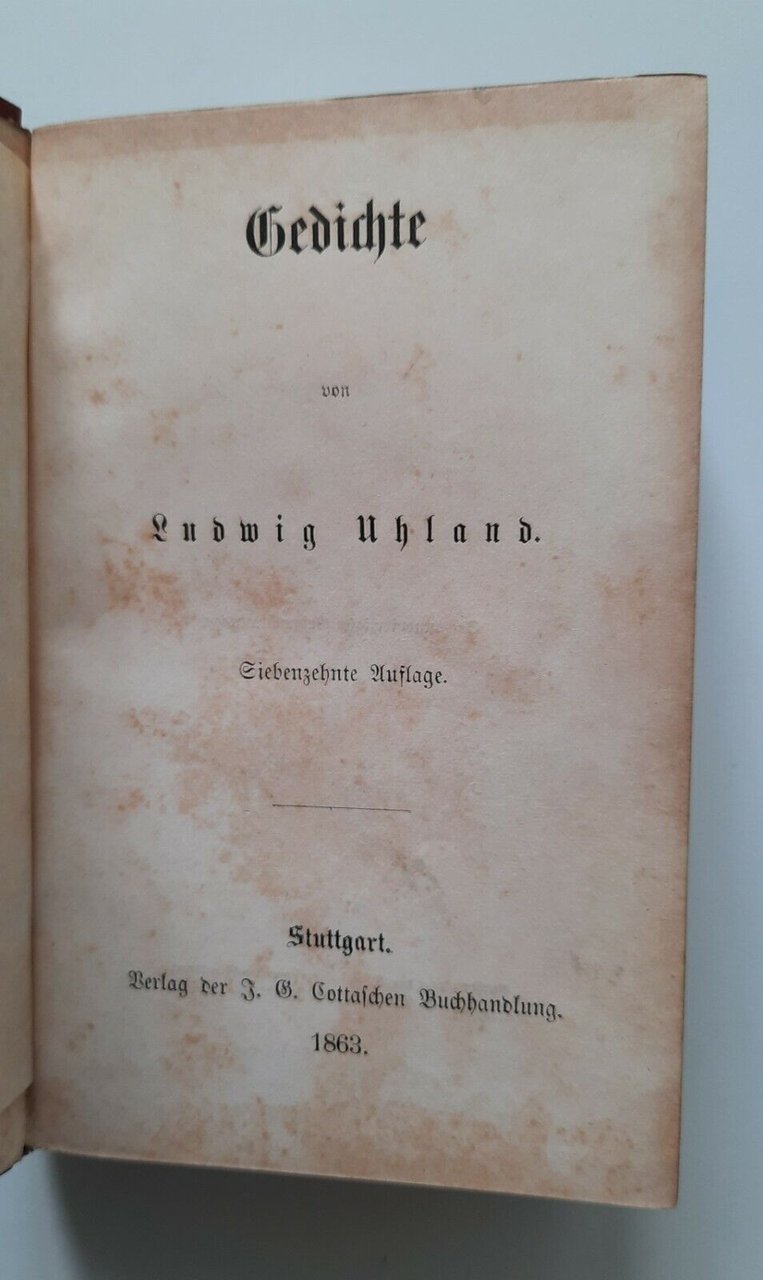 Gedichte
von
Ludwig Uhland.
Siebenzehnte Auflage.
Stuttgart.
Verlag der J. G. Cottaschen Buchhandlung.
1863.